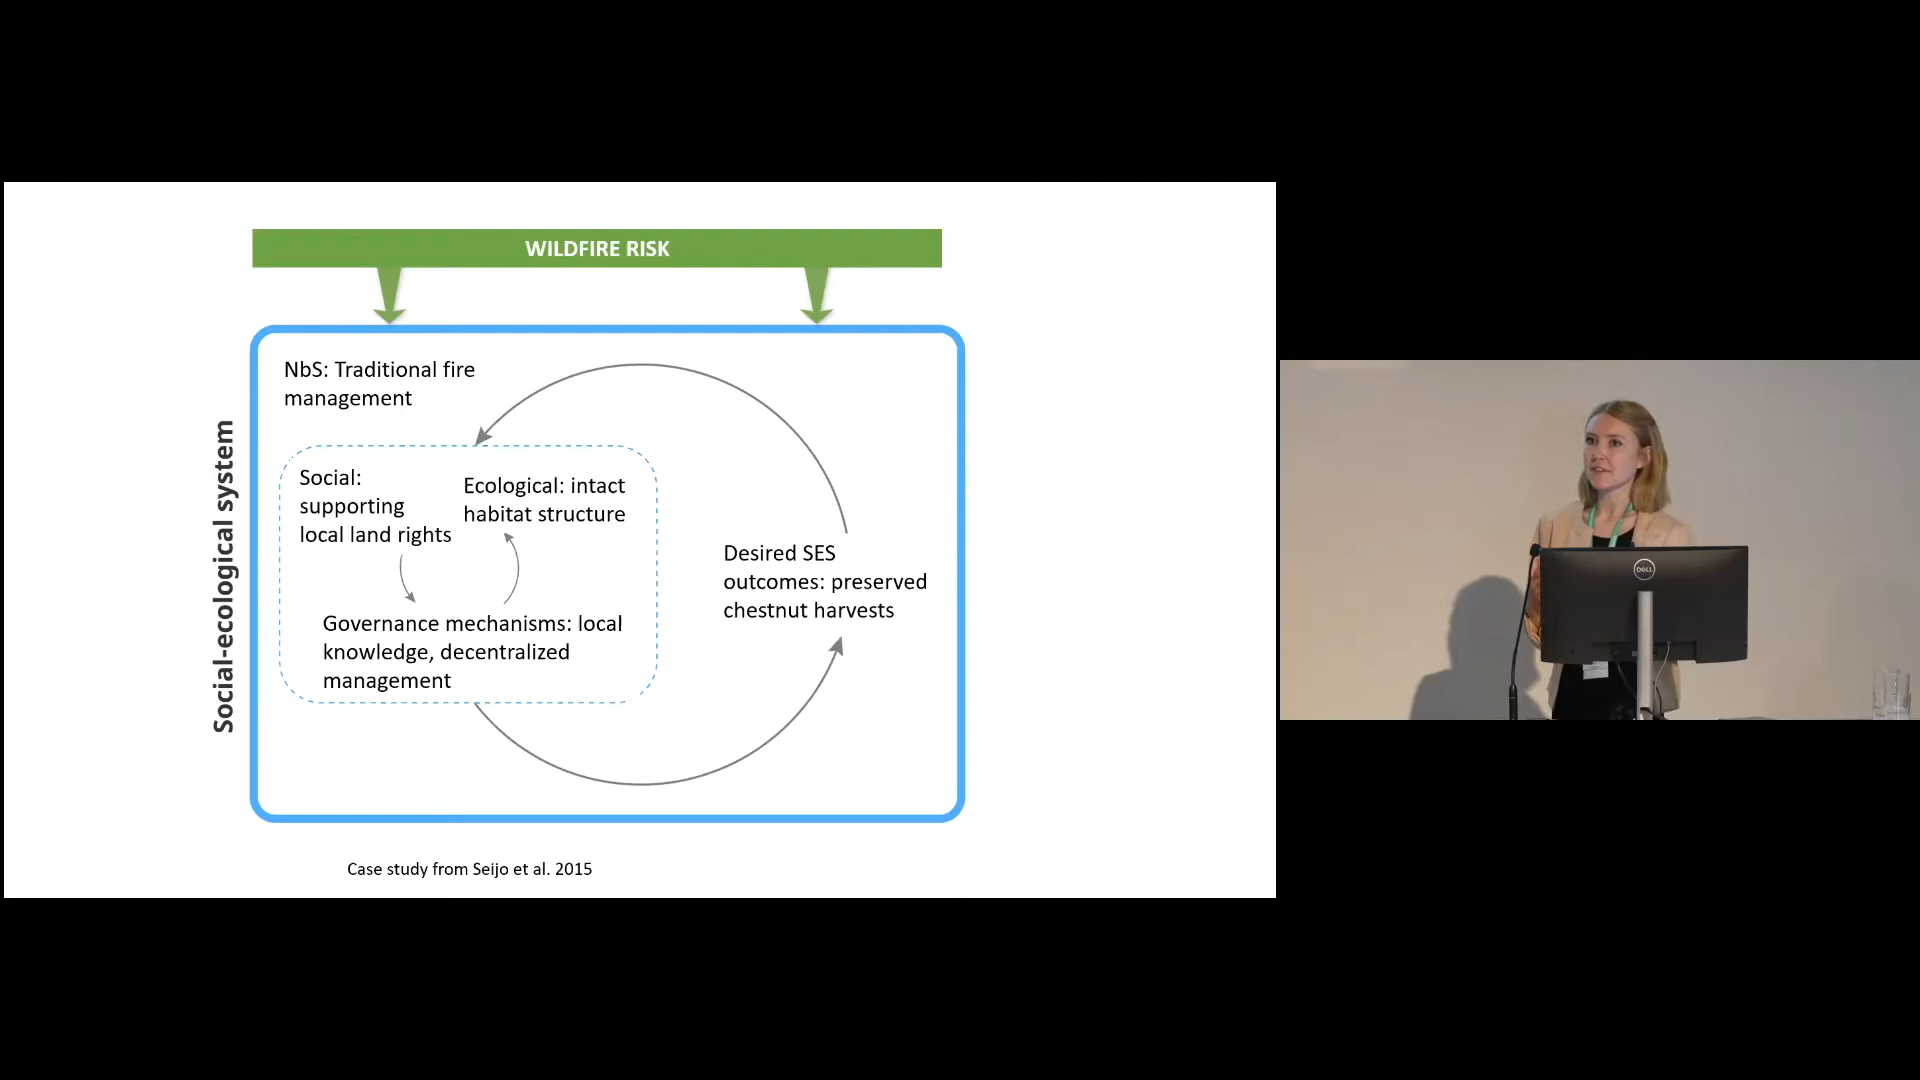 WILDFIRE RISK
Social-ecological system
NbS: Traditional fire
management
Social:
supporting
local land rights
Ecological: intact
habitat structure
Governance mechanisms: local
knowledge, decentralized
management
Desired SES
outcomes: preserved
chestnut harvests
Case study from Seijo et al. 2015
DELL